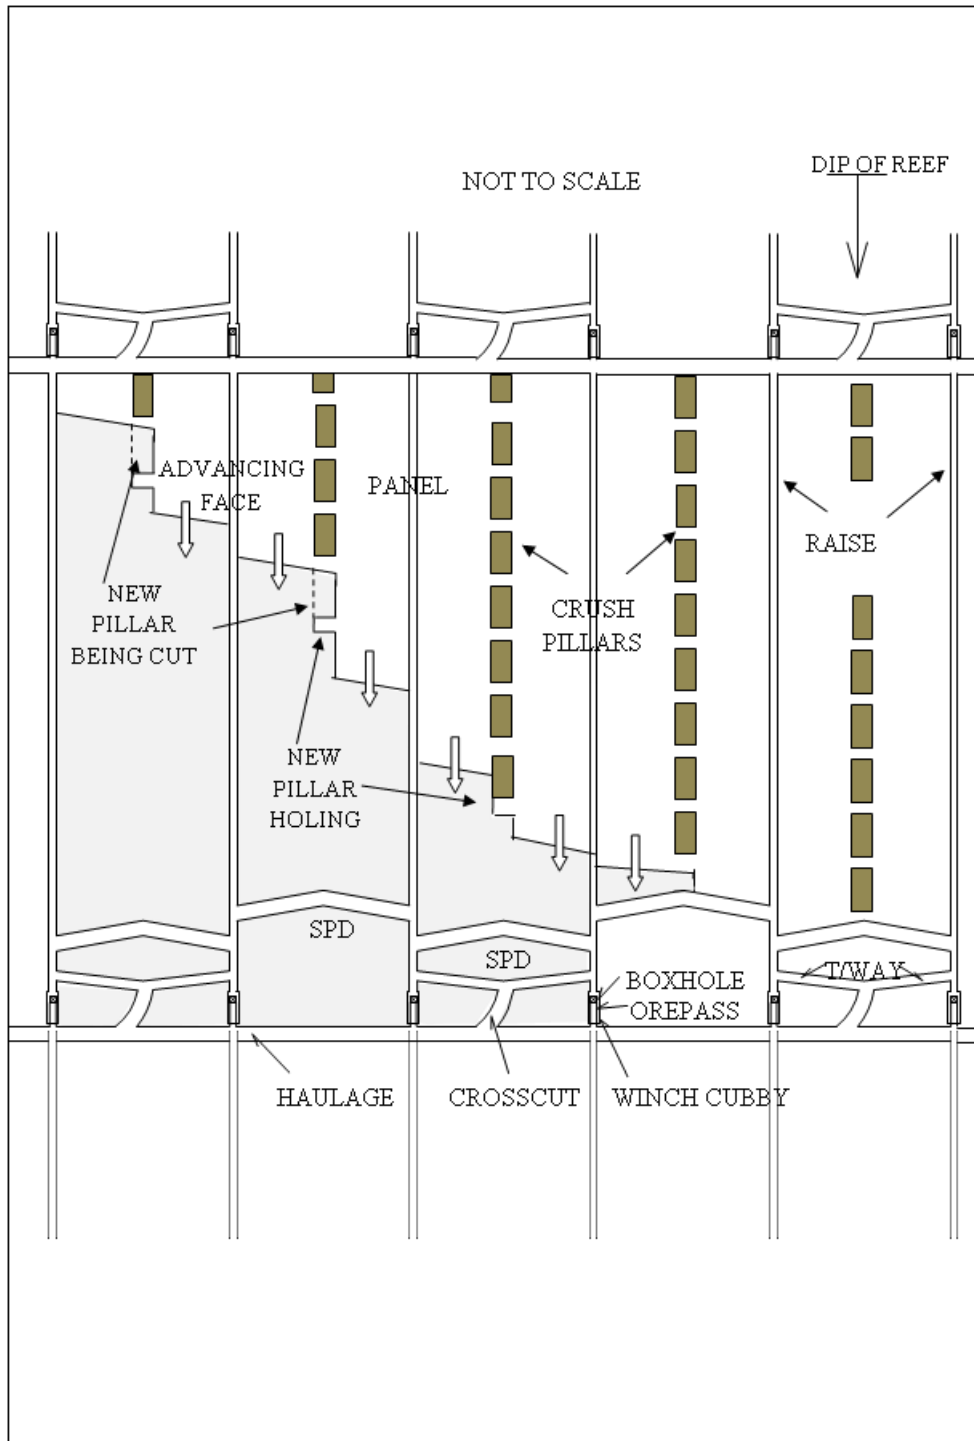 DIP OF REEF
NOT TO SCALE
ADVANCING
FACE
PANEL
RAISE
NEW
PILLAR
BEING CUT
CRUSH
PILLARS
NEW
PILLAR
HOLING
SPD
SPD
T/WAY
BOXHOLE
OREPASS
HAULAGE
CROSSCUT
WINCH CUBBY